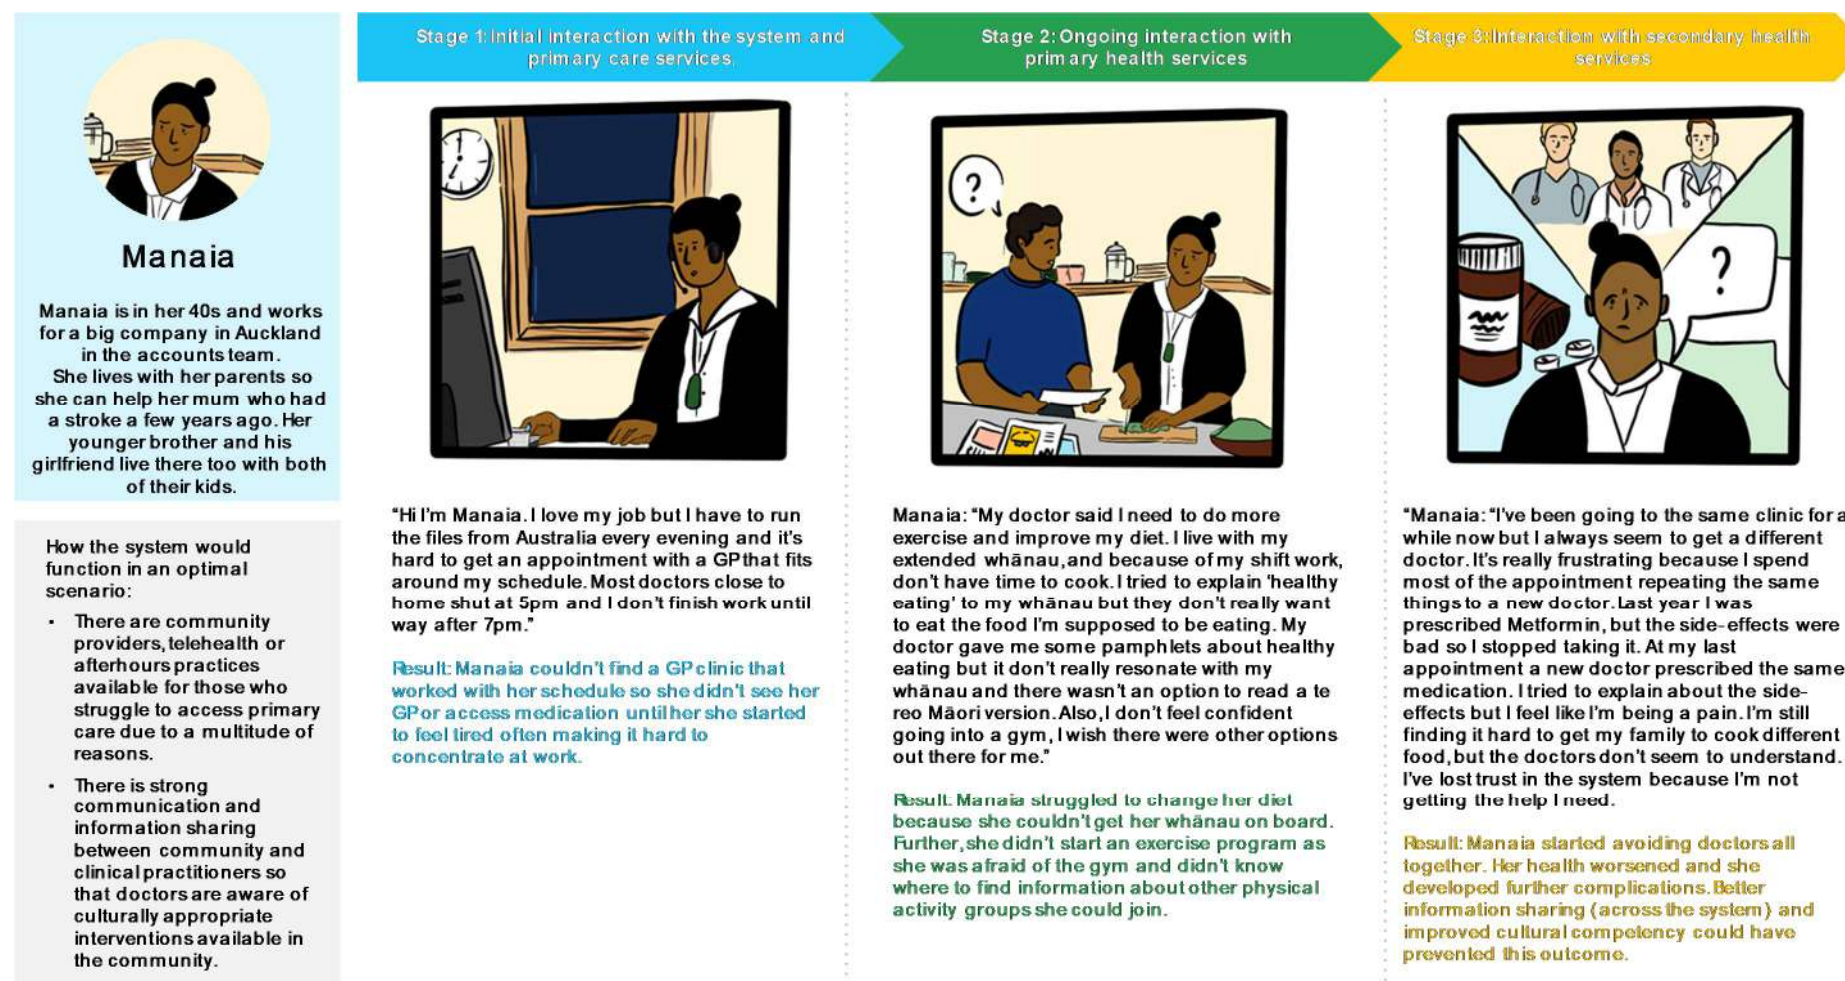 Manaia
Manaia is in her 40s and works
for a big company in Auckland
in the accounts team.
She lives with her parents so
she can help her mum who had
a stroke a few years ago. Her
younger brother and his
girlfriend live there too with both
of their kids.
How the system would
function in an optimal
scenario:
• There are community
providers, telehealth or
afterhours practices
available for those who
struggle to access primary
care due to a multitude of
reasons.
• There is strong
communication and
information sharing
between community and
clinical practitioners so
that doctors are aware of
culturally appropriate
interventions available in
the community.
Stage 1: Initial interaction with the system and
primary care services.
"Hi I'm Manaia. I love my job but I have to run
the files from Australia every evening and it's
hard to get an appointment with a GP that fits
around my schedule. Most doctors close to
home shut at 5pm and I don't finish work until
way after 7pm."
Result: Manaia couldn't find a GP clinic that
worked with her schedule so she didn't see her
GP or access medication until her she started
to feel tired often making it hard to
concentrate at work.
Stage 2: Ongoing interaction with
primary health services
?
Manaia: "My doctor said I need to do more
exercise and improve my diet. I live with my
extended whānau, and because of my shift work,
don't have time to cook. I tried to explain 'healthy
eating' to my whānau but they don't really want
to eat the food I'm supposed to be eating. My
doctor gave me some pamphlets about healthy
eating but it don't really resonate with my
whānau and there wasn't an option to read a te
reo Māori version. Also, I don't feel confident
going into a gym, I wish there were other options
out there for me."
Result: Manaia struggled to change her diet
because she couldn't get her whānau on board.
Further, she didn't start an exercise program as
she was afraid of the gym and didn't know
where to find information about other physical
activity groups she could join.
Stage 3: Interaction with secondary health
services
?
"Manaia: "I've been going to the same clinic for a
while now but I always seem to get a different
doctor. It's really frustrating because I spend
most of the appointment repeating the same
things to a new doctor. Last year I was
prescribed Metformin, but the side-effects were
bad so I stopped taking it. At my last
appointment a new doctor prescribed the same
medication. I tried to explain about the side-
effects but I feel like I'm being a pain. I'm still
finding it hard to get my family to cook different
food, but the doctors don't seem to understand.
I've lost trust in the system because I'm not
getting the help I need.
Result: Manaia started avoiding doctors all
together. Her health worsened and she
developed further complications. Better
information sharing (across the system) and
improved cultural competency could have
prevented this outcome.